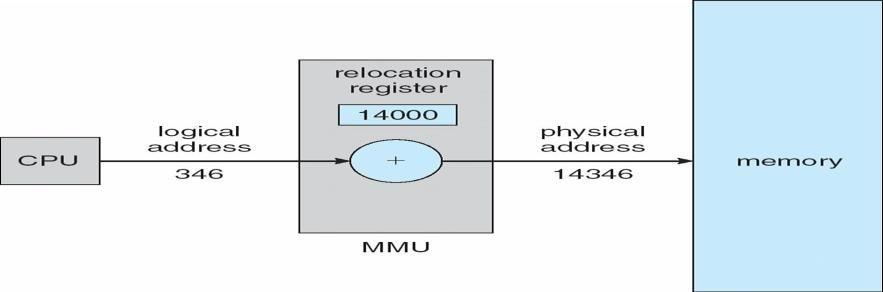 CPU
logical
address
346
relocation
register
14000
+
MMU
physical
address
14346
memory